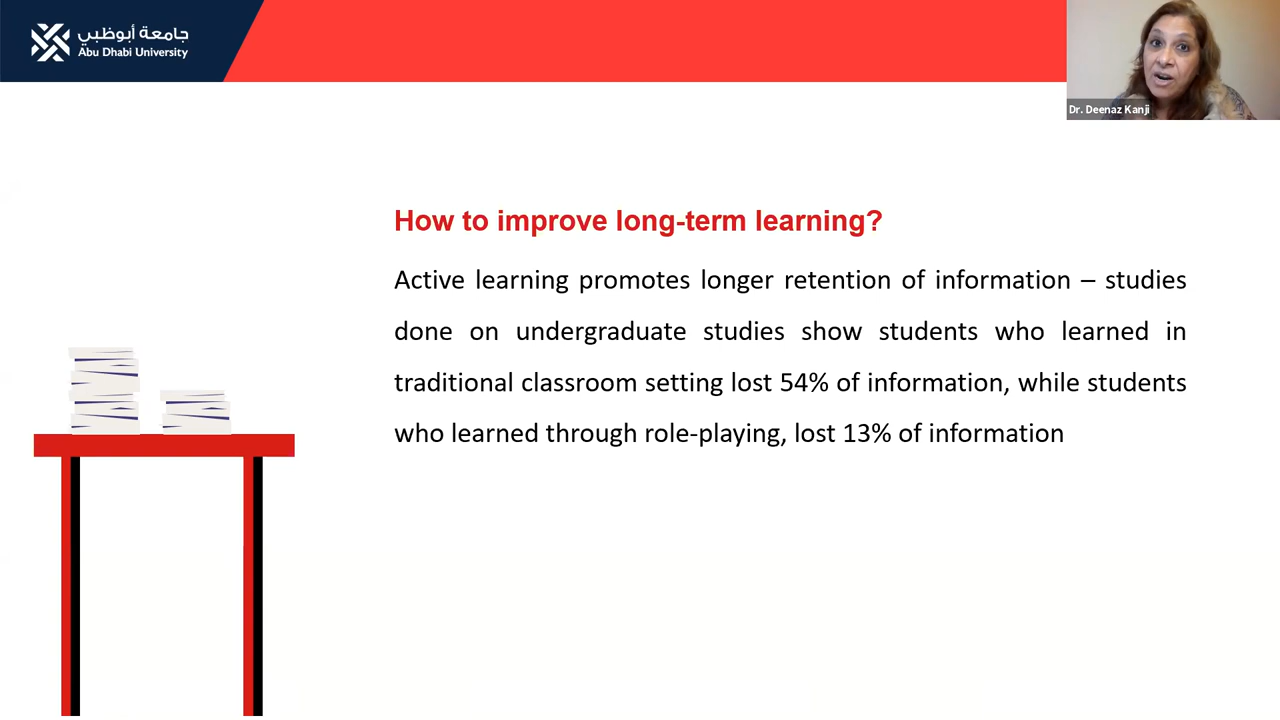 جامعة أبوظبي
Abu Dhabi University
Dr. Deenaz Kanji
How to improve long-term learning?
Active learning promotes longer retention of information – studies
done on undergraduate studies show students who learned in
traditional classroom setting lost 54% of information, while students
who learned through role-playing, lost 13% of information